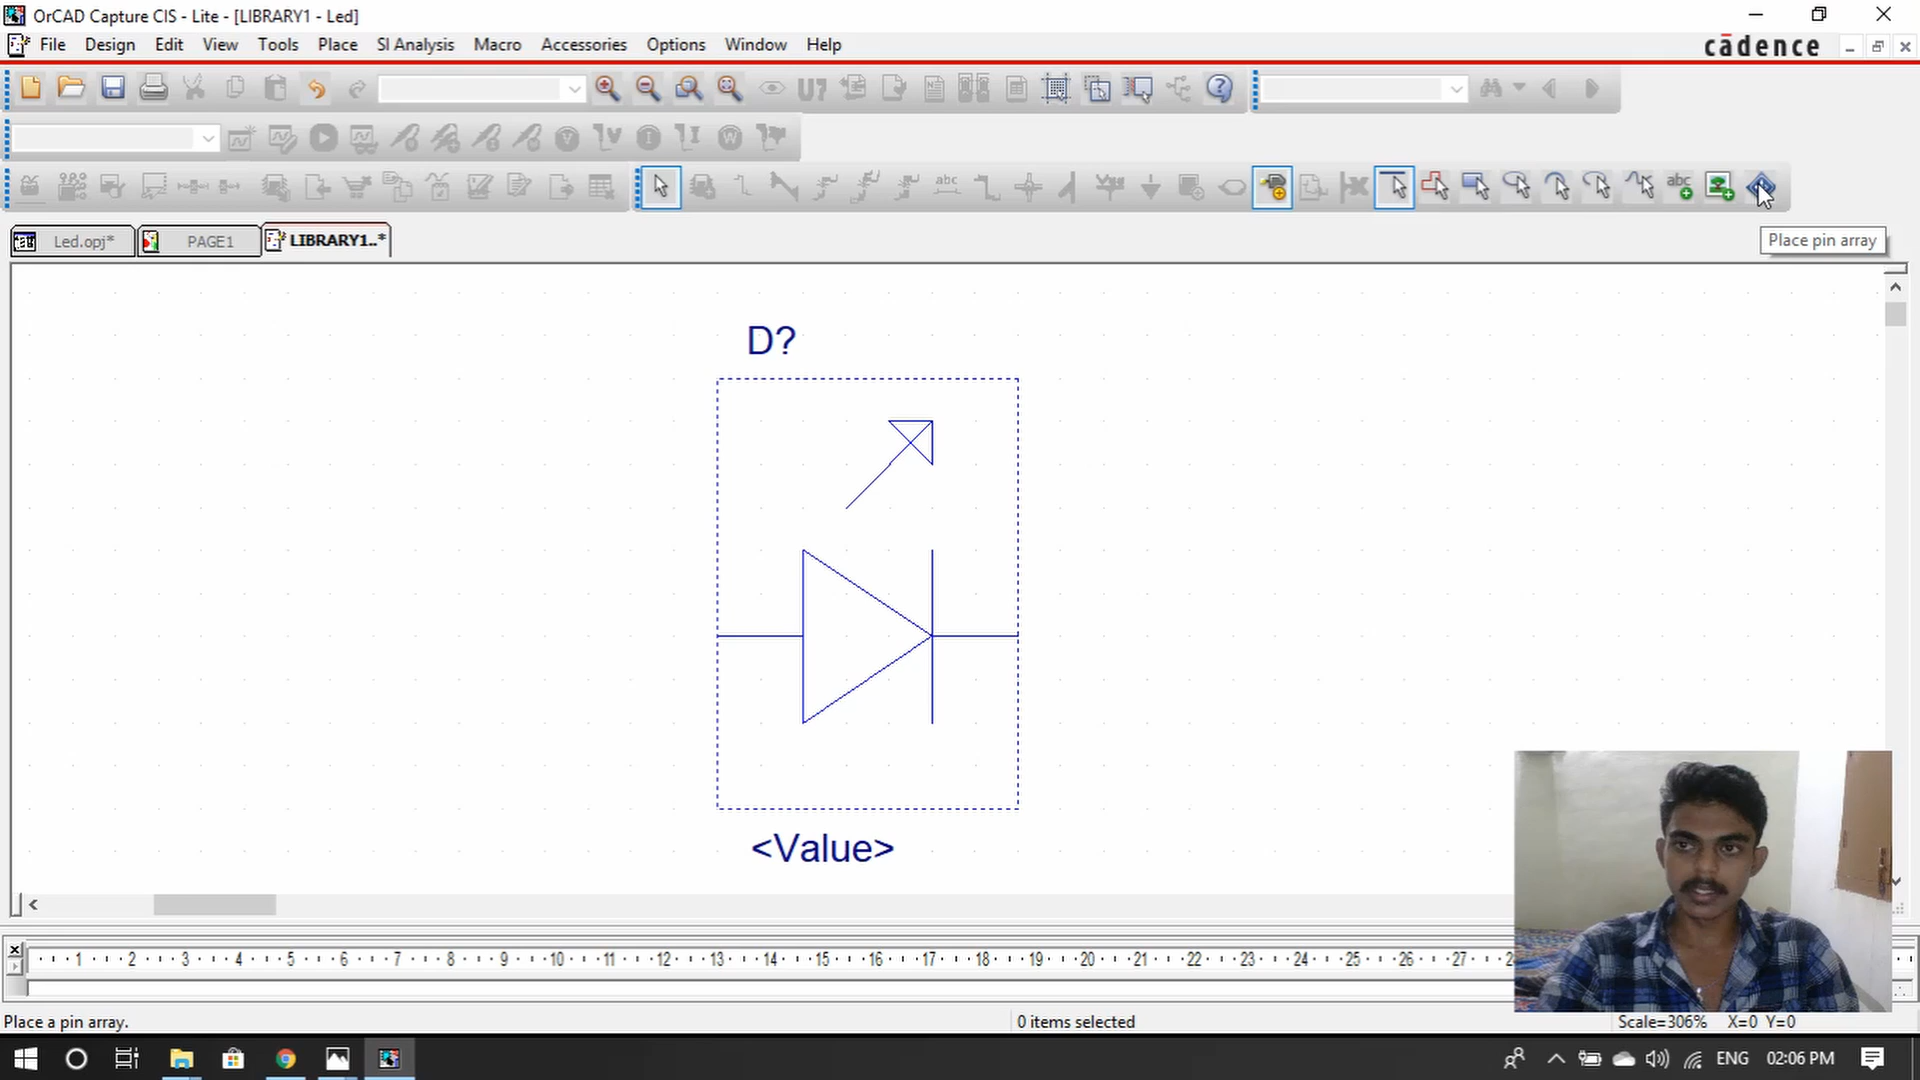 OrCAD Capture CIS - Lite - [LIBRARY1 - Led]
File Design Edit View Tools Place SI Analysis Macro Accessories Options Window Help
cādence
U?
V V I I W
abc abc
Led.opj* PAGE1 LIBRARY1..*
Place pin array
D?
<Value>
1 2 3 4 5 6 7 8 9 10 11 12 13 14 15 16 17 18 19 20 21 22 23 24 25 26 27
Place a pin array. 0 items selected Scale=306% X=0 Y=0
ENG 02:06 PM